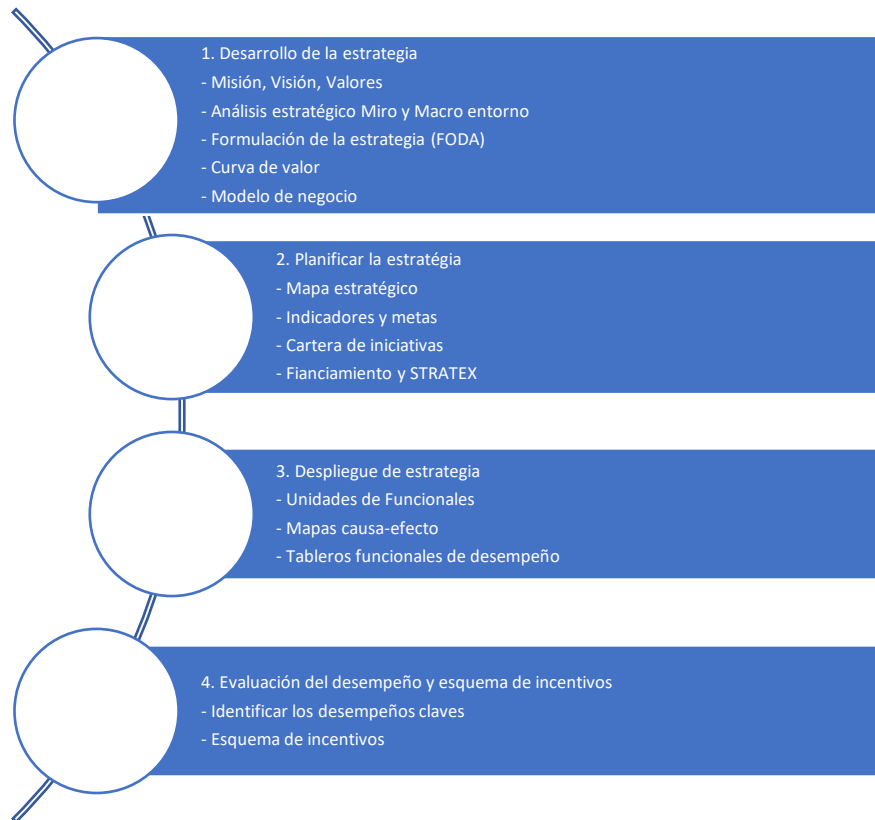 1. Desarrollo de la estrategia
- Misión, Visión, Valores
- Análisis estratégico Miro y Macro entorno
- Formulación de la estrategia (FODA)
- Curva de valor
- Modelo de negocio
2. Planificar la estratégia
- Mapa estratégico
- Indicadores y metas
- Cartera de iniciativas
- Fianciamiento y STRATEX
3. Despliegue de estrategia
- Unidades de Funcionales
- Mapas causa-efecto
- Tableros funcionales de desempeño
4. Evaluación del desempeño y esquema de incentivos
- Identificar los desempeños claves
- Esquema de incentivos